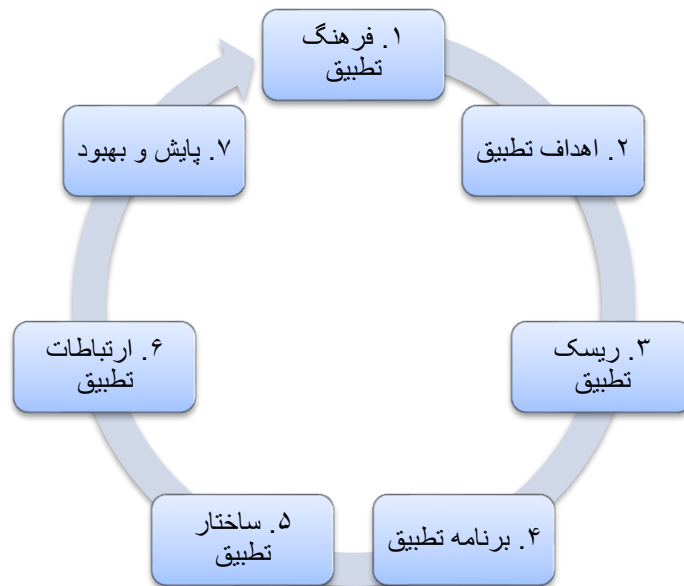 ۱. فرهنگ
تطبیق
۲. اهداف تطبیق
۳. ریسک
تطبیق
۴. برنامه تطبیق
۵. ساختار
تطبیق
۶. ارتباطات
تطبیق
۷. پایش و بهبود